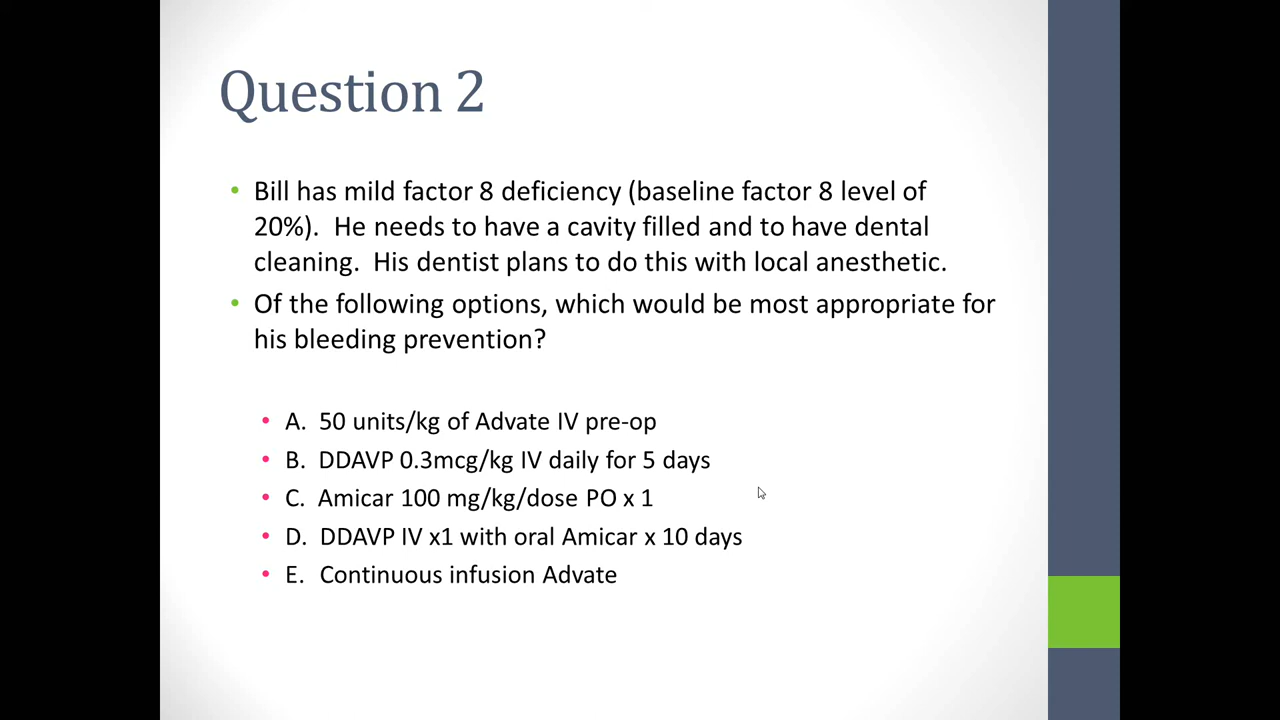 Question 2
• Bill has mild factor 8 deficiency (baseline factor 8 level of
20%). He needs to have a cavity filled and to have dental
cleaning. His dentist plans to do this with local anesthetic.
• Of the following options, which would be most appropriate for
his bleeding prevention?
• A. 50 units/kg of Advate IV pre-op
• B. DDAVP 0.3mcg/kg IV daily for 5 days
• C. Amicar 100 mg/kg/dose PO x 1
• D. DDAVP IV x1 with oral Amicar x 10 days
• E. Continuous infusion Advate